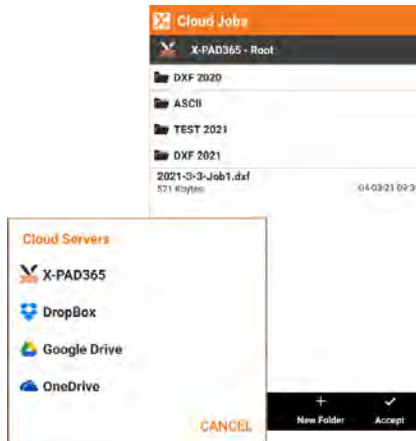 Cloud Jobs
X-PAD365 - Root
DXF 2020
ASCII
TEST 2021
DXF 2021
2021-3-3-Job1.dxf
571 Kbytes
Cloud Servers
X-PAD365
DropBox
Google Drive
OneDrive
CANCEL
New Folder
Accept